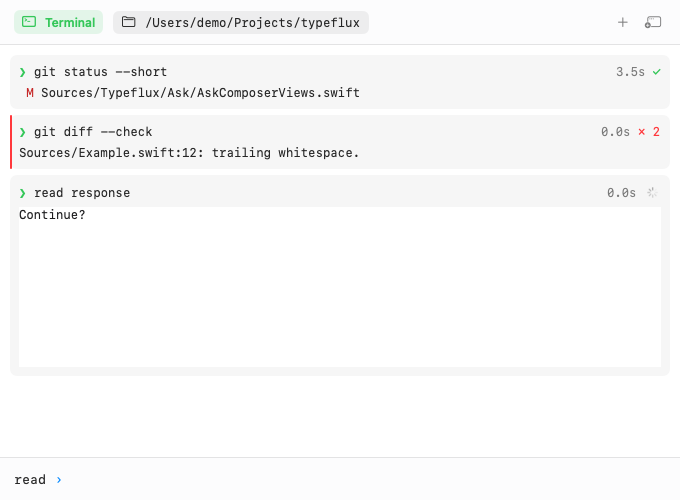 Terminal /Users/demo/Projects/typeflux
❯ git status --short 3.5s ✓
M Sources/Typeflux/Ask/AskComposerViews.swift
❯ git diff --check 0.0s × 2
Sources/Example.swift:12: trailing whitespace.
❯ read response 0.0s
Continue?
read ›